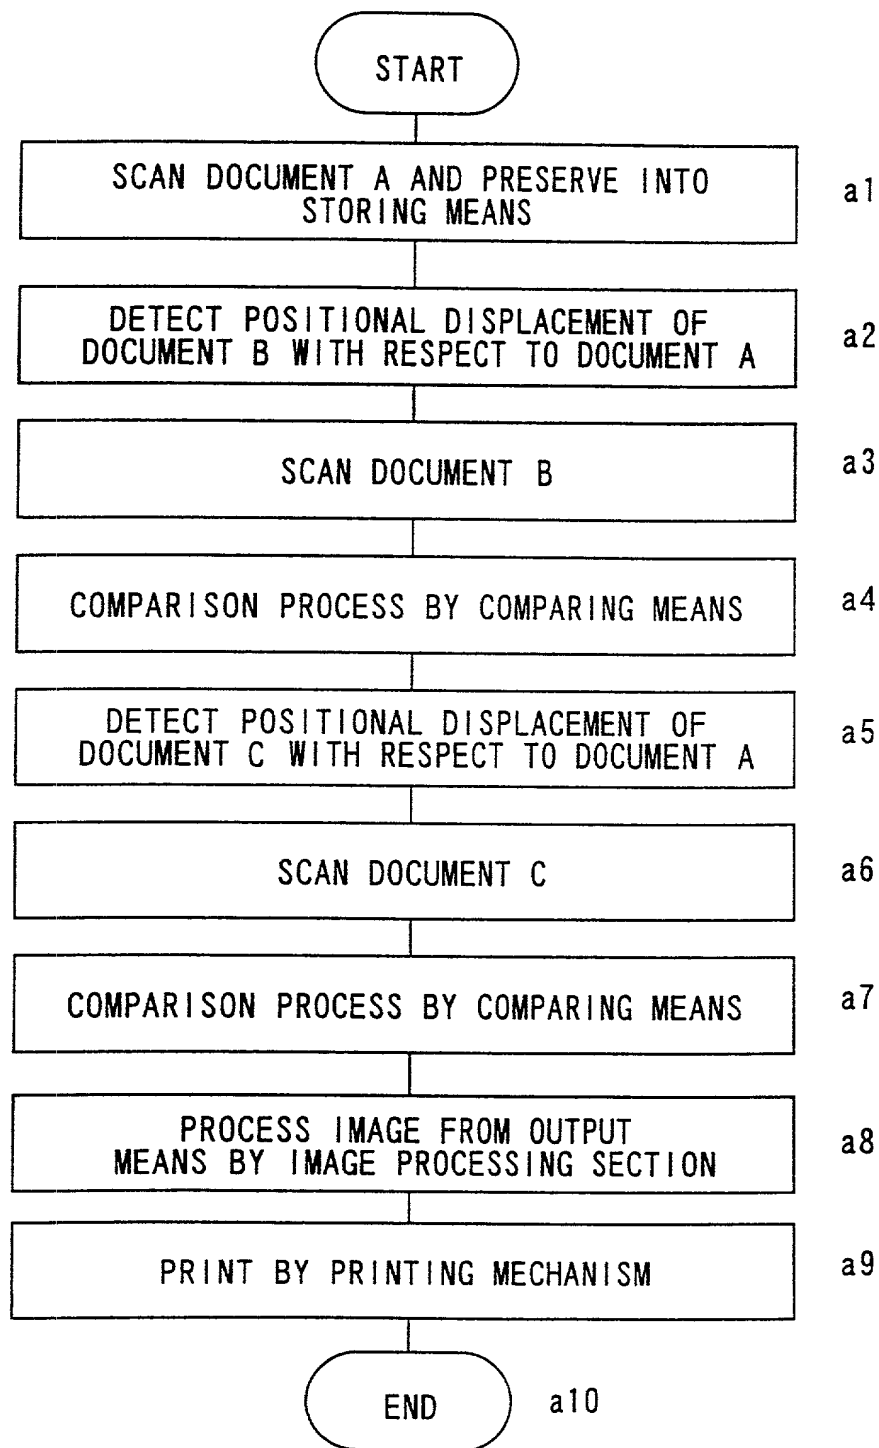 START
SCAN DOCUMENT A AND PRESERVE INTO
STORING MEANS
a1
DETECT POSITIONAL DISPLACEMENT OF
DOCUMENT B WITH RESPECT TO DOCUMENT A
a2
SCAN DOCUMENT B
a3
COMPARISON PROCESS BY COMPARING MEANS
a4
DETECT POSITIONAL DISPLACEMENT OF
DOCUMENT C WITH RESPECT TO DOCUMENT A
a5
SCAN DOCUMENT C
a6
COMPARISON PROCESS BY COMPARING MEANS
a7
PROCESS IMAGE FROM OUTPUT
MEANS BY IMAGE PROCESSING SECTION
a8
PRINT BY PRINTING MECHANISM
a9
END
a10